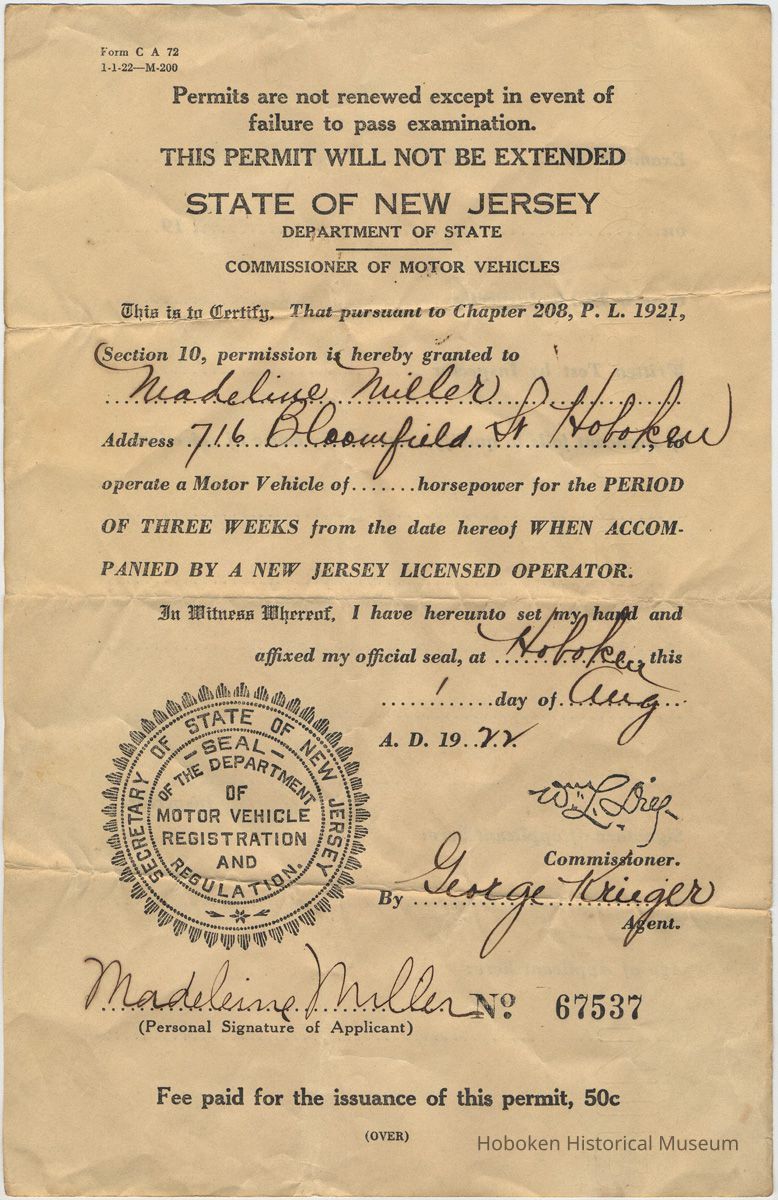 Form C A 72
1-1-22—M-200
Permits are not renewed except in event of
failure to pass examination.
THIS PERMIT WILL NOT BE EXTENDED
STATE OF NEW JERSEY
DEPARTMENT OF STATE
COMMISSIONER OF MOTOR VEHICLES
This is to Certify, That pursuant to Chapter 208, P. L. 1921,
Section 10, permission is hereby granted to
Madeline Miller
Address 716 Bloomfield St Hoboken, to
operate a Motor Vehicle of.......horsepower for the PERIOD
OF THREE WEEKS from the date hereof WHEN ACCOM-
PANIED BY A NEW JERSEY LICENSED OPERATOR.
In Witness Whereof, I have hereunto set my hand and
affixed my official seal, at Hoboken this
1 day of Aug
A. D. 1922
SECRETARY OF STATE OF NEW JERSEY
—SEAL—
OF THE DEPARTMENT
OF
MOTOR VEHICLE
REGISTRATION
AND
REGULATION.
Wm L. Dill
Commissioner.
By George Krieger
Agent.
Madeleine Miller No. 67537
(Personal Signature of Applicant)
Fee paid for the issuance of this permit, 50c
(OVER)
Hoboken Historical Museum